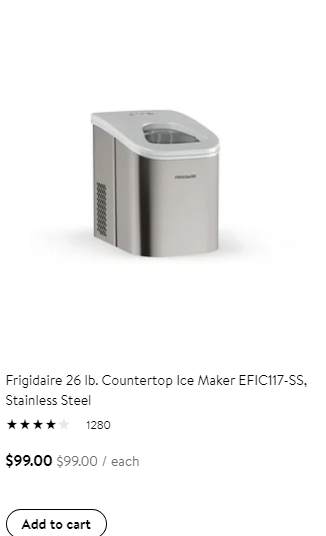 FRIGIDAIRE
Frigidaire 26 lb. Countertop Ice Maker EFIC117-SS,
Stainless Steel
1280
$99.00 $99.00 / each
Add to cart